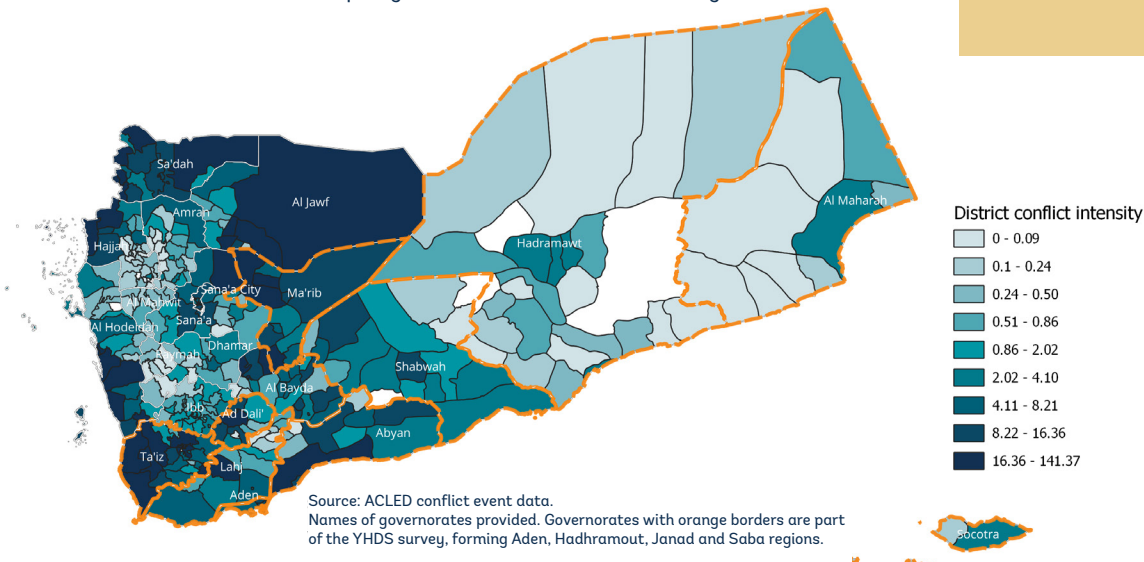 Sa'dah
Al Jawf
Amran
Al Maharah
Hadramawt
Hajja
Sana'a City
Ma'rib
Al Mahwit
Sana'a
Al Hodeidah
Dhamar
Raymah
Shabwah
Al Bayda
Ibb
Ad Dali'
Abyan
Ta'iz
Lahj
Aden
Socotra
District conflict intensity
0 - 0.09
0.1 - 0.24
0.24 - 0.50
0.51 - 0.86
0.86 - 2.02
2.02 - 4.10
4.11 - 8.21
8.22 - 16.36
16.36 - 141.37
Source: ACLED conflict event data.
Names of governorates provided. Governorates with orange borders are part
of the YHDS survey, forming Aden, Hadhramout, Janad and Saba regions.